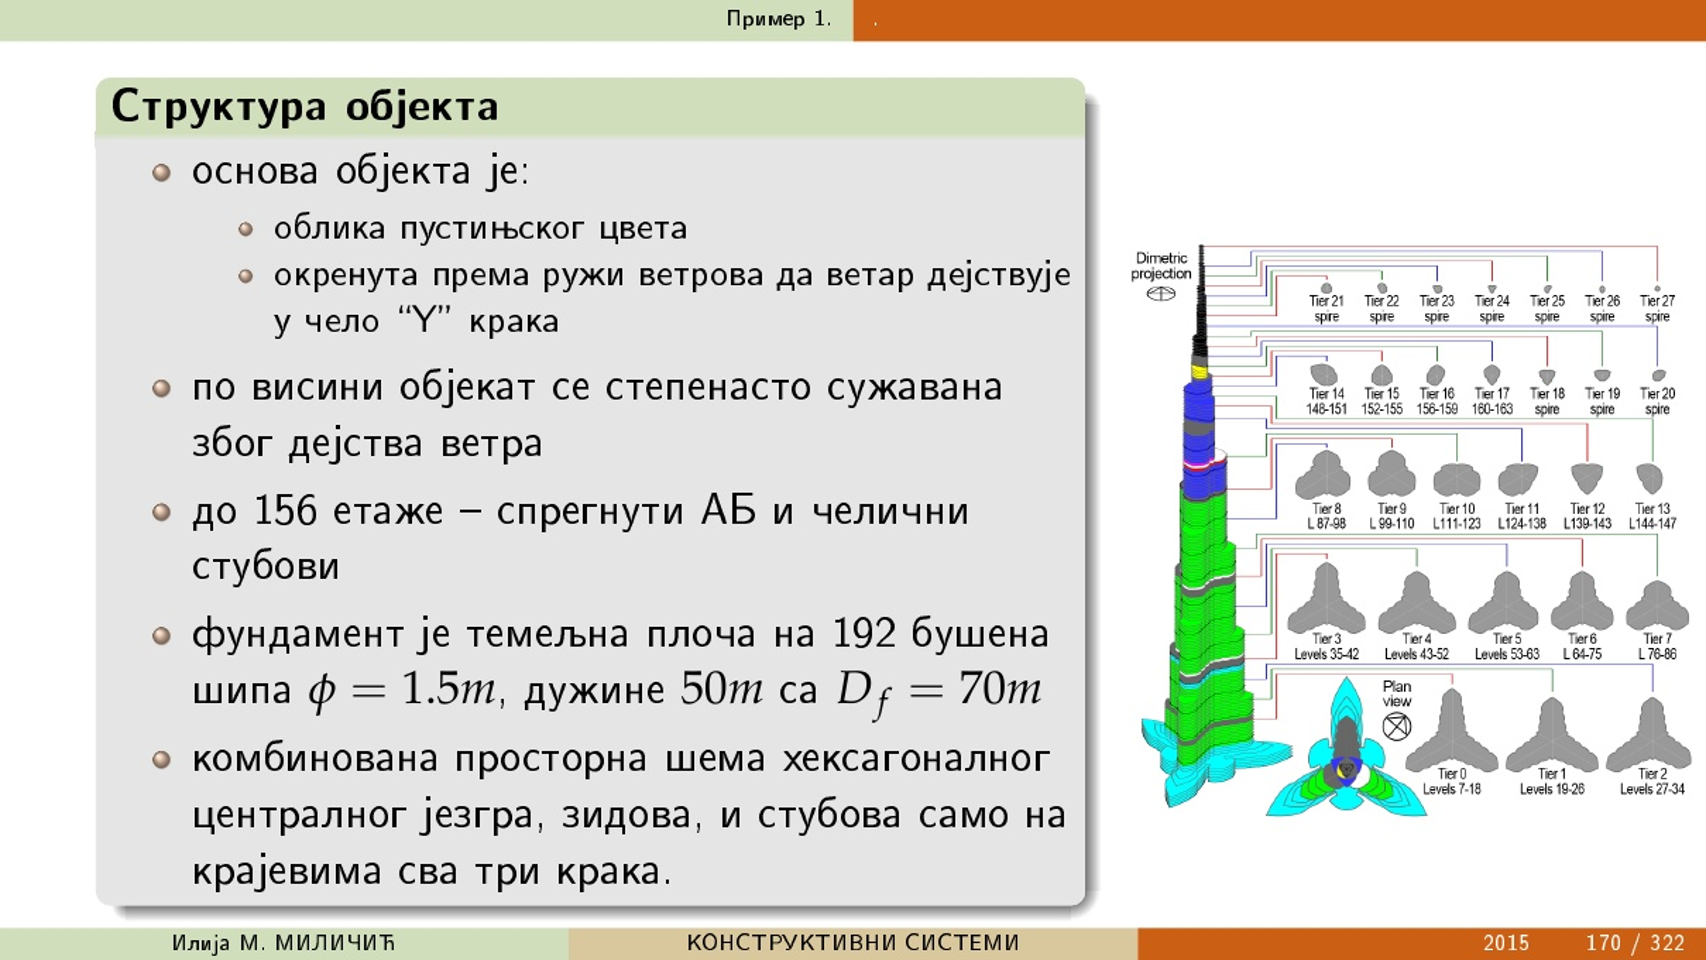 Пример 1. .
Структура објекта
основа објекта је:
облика пустињског цвета
окренута према ружи ветрова да ветар дејствује
у чело “Y” крака
по висини објекат се степенасто сужавана
због дејства ветра
до 156 етаже – спрегнути АБ и челични
стубови
фундамент је темељна плоча на 192 бушена
шипа ϕ = 1.5m, дужине 50m са D_f = 70m
комбинована просторна шема хексагоналног
централног језгра, зидова, и стубова само на
крајевима сва три крака.
Dimetric
projection
Tier 21 Tier 22 Tier 23 Tier 24 Tier 25 Tier 26 Tier 27
spire spire spire spire spire spire spire
Tier 14 Tier 15 Tier 16 Tier 17 Tier 18 Tier 19 Tier 20
148-151 152-155 156-159 160-163 spire spire spire
Tier 8 Tier 9 Tier 10 Tier 11 Tier 12 Tier 13
L 87-98 L 99-110 L111-123 L124-138 L139-143 L144-147
Tier 3 Tier 4 Tier 5 Tier 6 Tier 7
Levels 35-42 Levels 43-52 Levels 53-63 L 64-75 L 76-86
Plan
view
Tier 0 Tier 1 Tier 2
Levels 7-18 Levels 19-26 Levels 27-34
Илија М. МИЛИЧИЋ КОНСТРУКТИВНИ СИСТЕМИ 2015 170 / 322